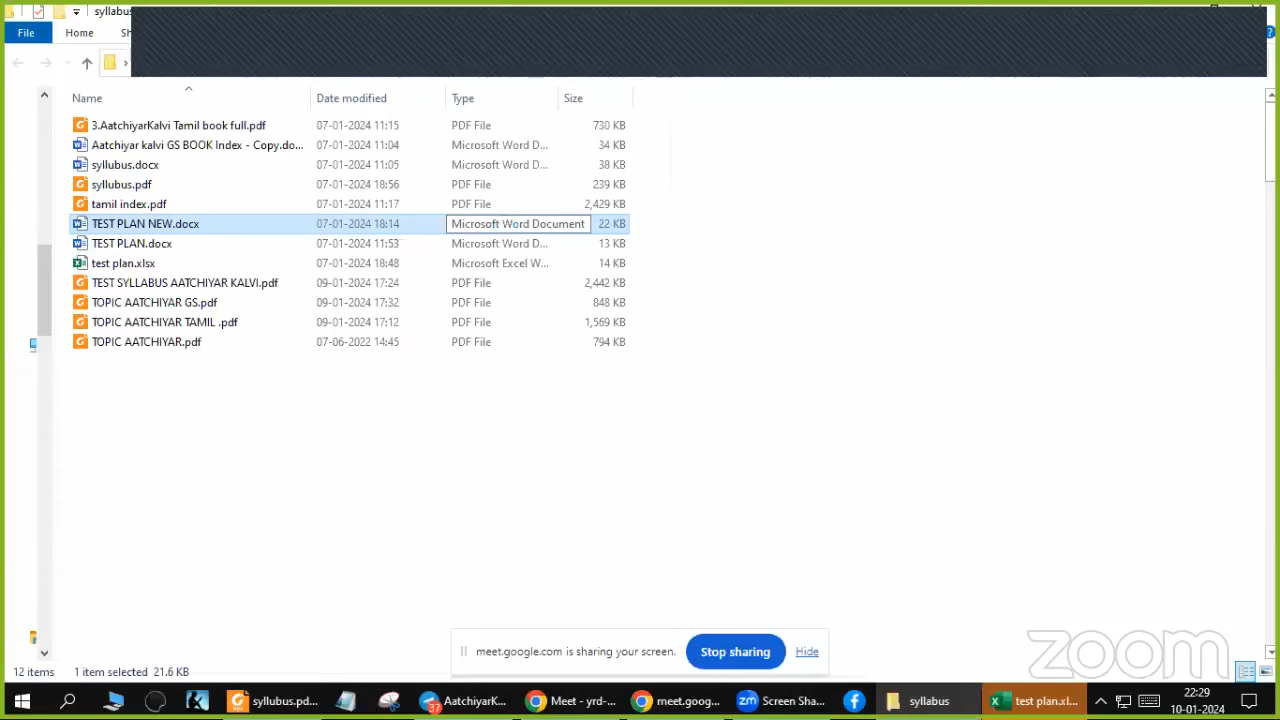 syllabus
File Home Sh
Name Date modified Type Size
3.AatchiyarKalvi Tamil book full.pdf 07-01-2024 11:15 PDF File 730 KB
Aatchiyar kalvi GS BOOK Index - Copy.do... 07-01-2024 11:04 Microsoft Word D... 34 KB
syllybus.docx 07-01-2024 11:05 Microsoft Word D... 38 KB
syllubus.pdf 07-01-2024 18:56 PDF File 239 KB
tamil index.pdf 07-01-2024 11:17 PDF File 2,429 KB
TEST PLAN NEW.docx 07-01-2024 18:14 Microsoft Word Document 22 KB
TEST PLAN.docx 07-01-2024 11:53 Microsoft Word D... 13 KB
test plan.xlsx 07-01-2024 18:48 Microsoft Excel W... 14 KB
TEST SYLLABUS AATCHIYAR KALVI.pdf 09-01-2024 17:24 PDF File 2,442 KB
TOPIC AATCHIYAR GS.pdf 09-01-2024 17:32 PDF File 848 KB
TOPIC AATCHIYAR TAMIL .pdf 09-01-2024 17:12 PDF File 1,569 KB
TOPIC AATCHIYAR.pdf 07-06-2022 14:45 PDF File 794 KB
meet.google.com is sharing your screen. Stop sharing Hide
zoom
12 items 1 item selected 21.6 KB
syllubus.pd... 37 AatchiyarK... Meet - yrd-... meet.goog... zm Screen Sha... syllabus test plan.xl... 22:29
10-01-2024